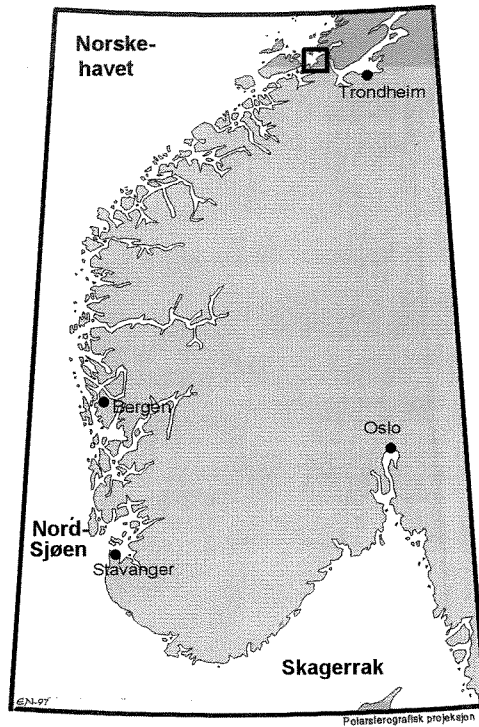 Norske-
havet
Trondheim
Bergen
Oslo
Nord-
Sjøen
Stavanger
Skagerrak
EN-97
Polarsterografisk projeksjon